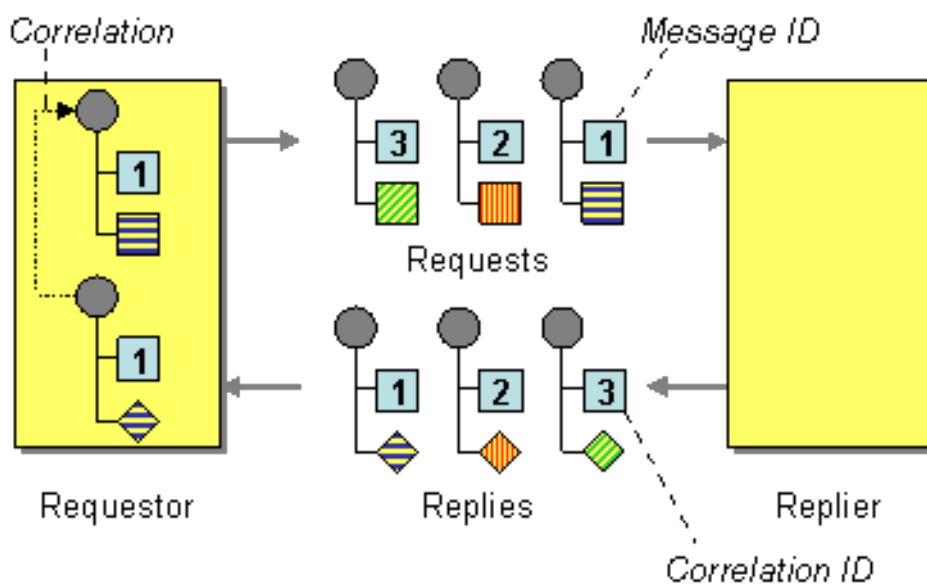 Correlation
Message ID
3 2 1
1
Requests
1
1 2 3
Requestor
Replies
Replier
Correlation ID